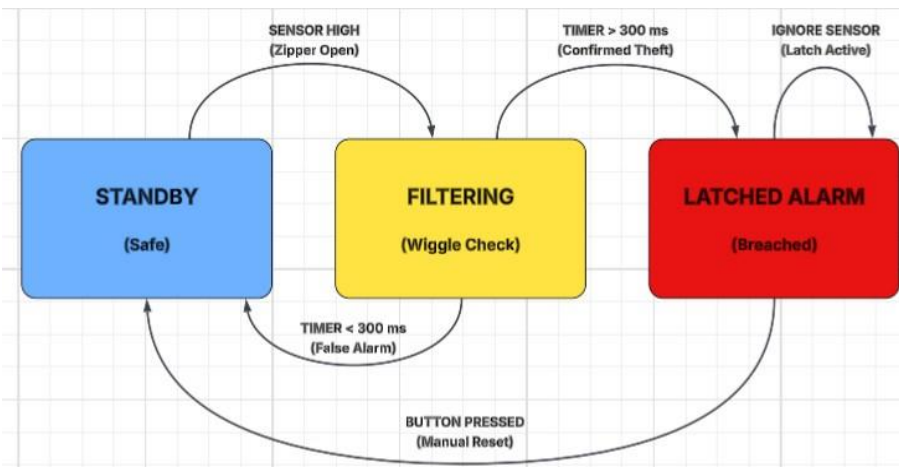 SENSOR HIGH
(Zipper Open)
TIMER > 300 ms
(Confirmed Theft)
IGNORE SENSOR
(Latch Active)
STANDBY
(Safe)
FILTERING
(Wiggle Check)
LATCHED ALARM
(Breached)
TIMER < 300 ms
(False Alarm)
BUTTON PRESSED
(Manual Reset)